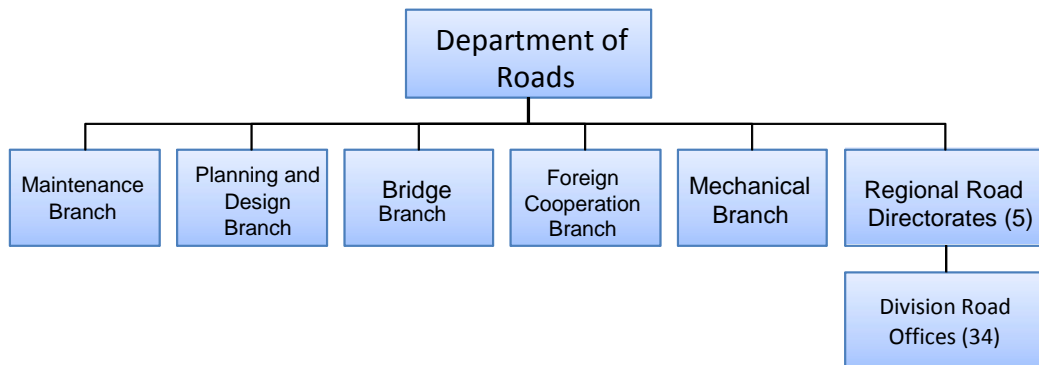 Department of
Roads
Maintenance
Branch
Planning and
Design
Branch
Bridge
Branch
Foreign
Cooperation
Branch
Mechanical
Branch
Regional Road
Directorates (5)
Division Road
Offices (34)